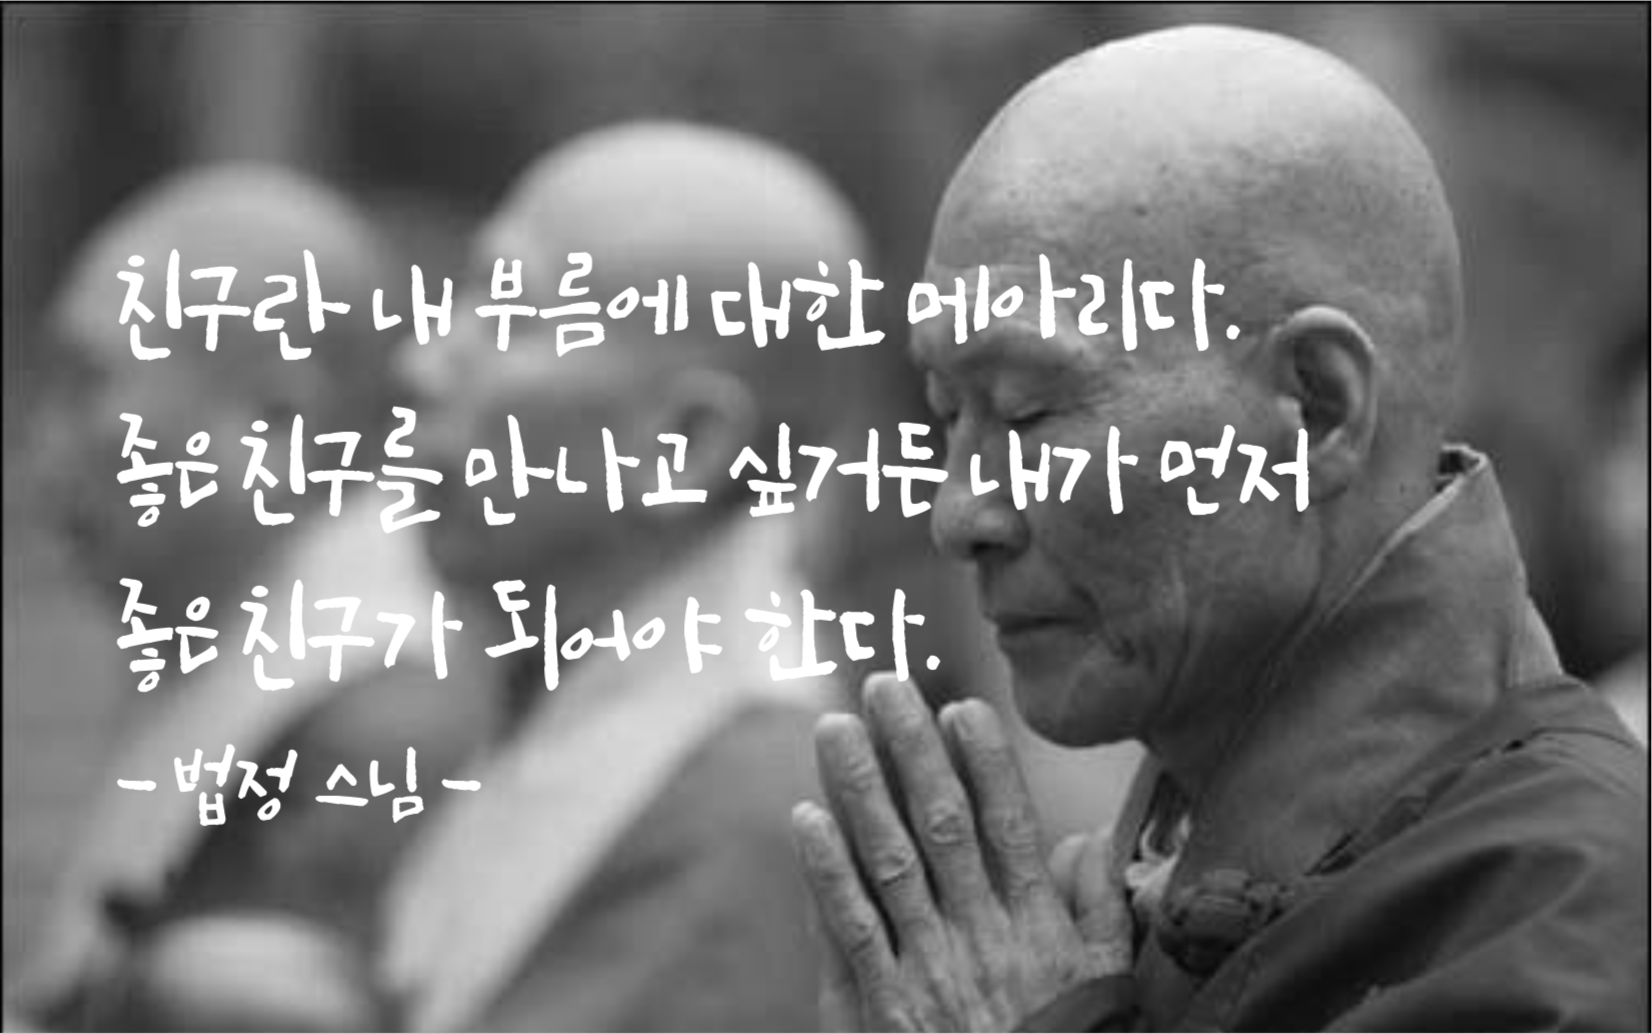 친구란 내 부름에 대한 메아리다.
좋은 친구를 만나고 싶거든 내가 먼저
좋은 친구가 되어야 한다.
- 법정 스님 -